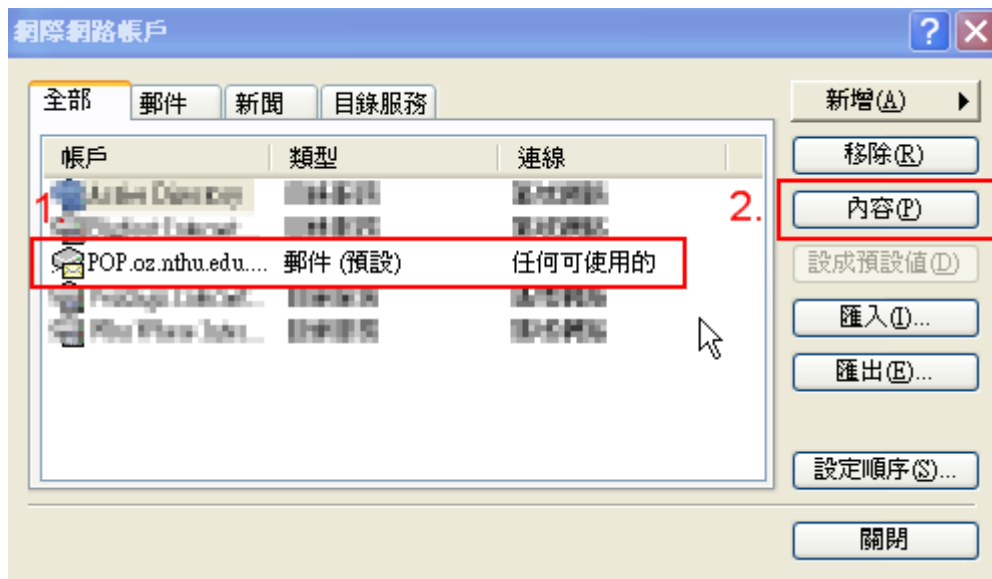 網際網路帳戶
全部 郵件 新聞 目錄服務
帳戶 類型 連線
1.
POP.oz.nthu.edu.... 郵件 (預設) 任何可使用的
新增(A)
移除(R)
2.
內容(P)
設成預設值(D)
匯入(I)...
匯出(E)...
設定順序(S)...
關閉